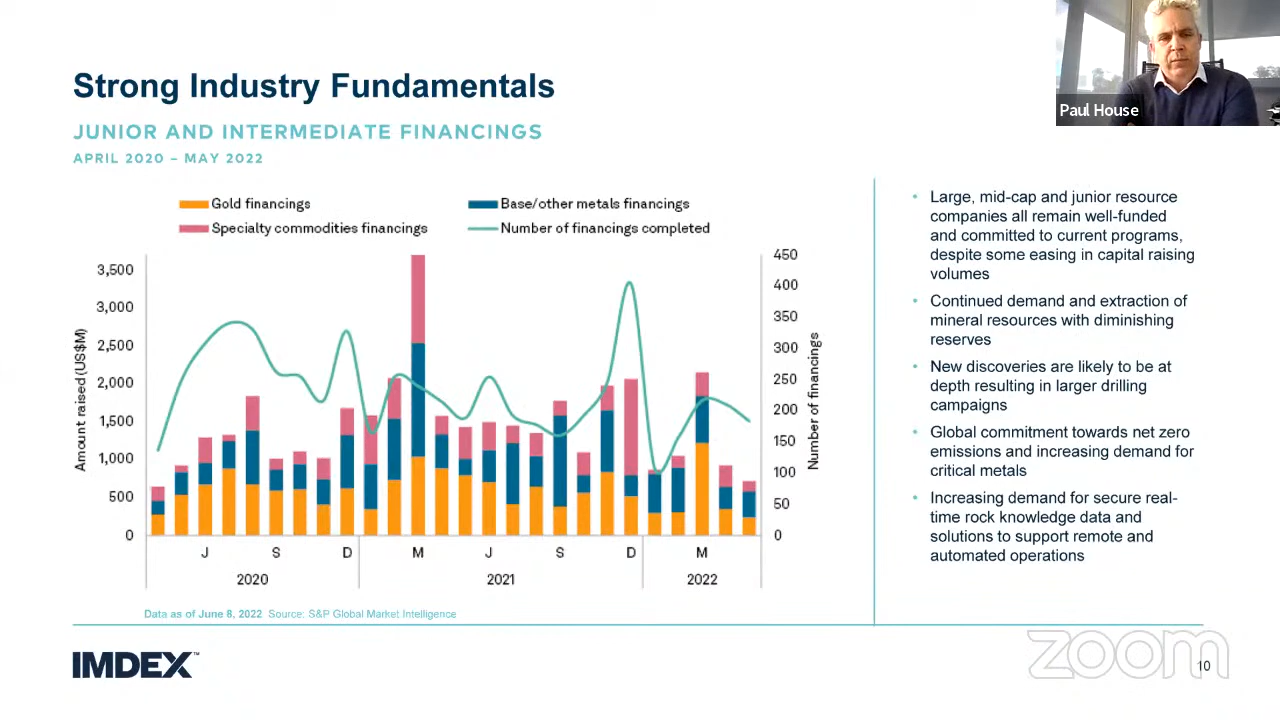 Paul House
Strong Industry Fundamentals
JUNIOR AND INTERMEDIATE FINANCINGS
APRIL 2020 – MAY 2022
Gold financings
Base/other metals financings
Specialty commodities financings
Number of financings completed
Amount raised (US$M)
3,500
3,000
2,500
2,000
1,500
1,000
500
0
450
400
350
300
250
200
150
100
50
0
Number of financings
J S D M J S D M
2020 2021 2022
Data as of June 8, 2022 Source: S&P Global Market Intelligence
• Large, mid-cap and junior resource
companies all remain well-funded
and committed to current programs,
despite some easing in capital raising
volumes
• Continued demand and extraction of
mineral resources with diminishing
reserves
• New discoveries are likely to be at
depth resulting in larger drilling
campaigns
• Global commitment towards net zero
emissions and increasing demand for
critical metals
• Increasing demand for secure real-
time rock knowledge data and
solutions to support remote and
automated operations
IMDEX™
zoom
10